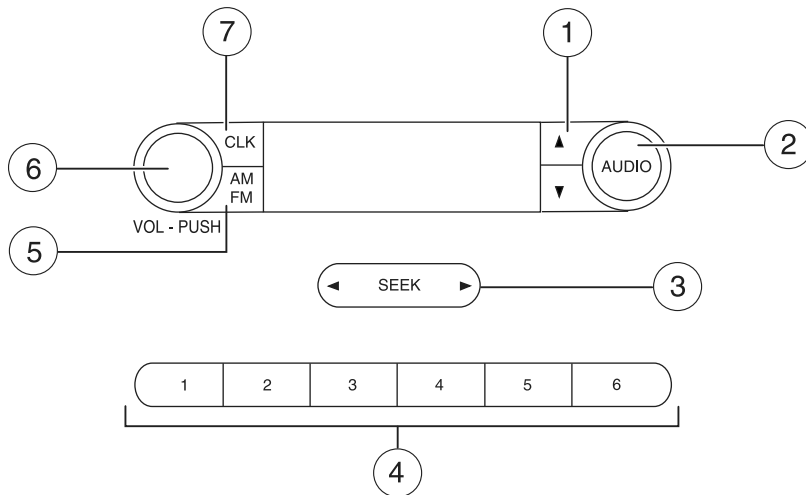 7
1
CLK
▲
2
6
AUDIO
AM
FM
▼
VOL - PUSH
5
◄ SEEK ►
3
1 2 3 4 5 6
4